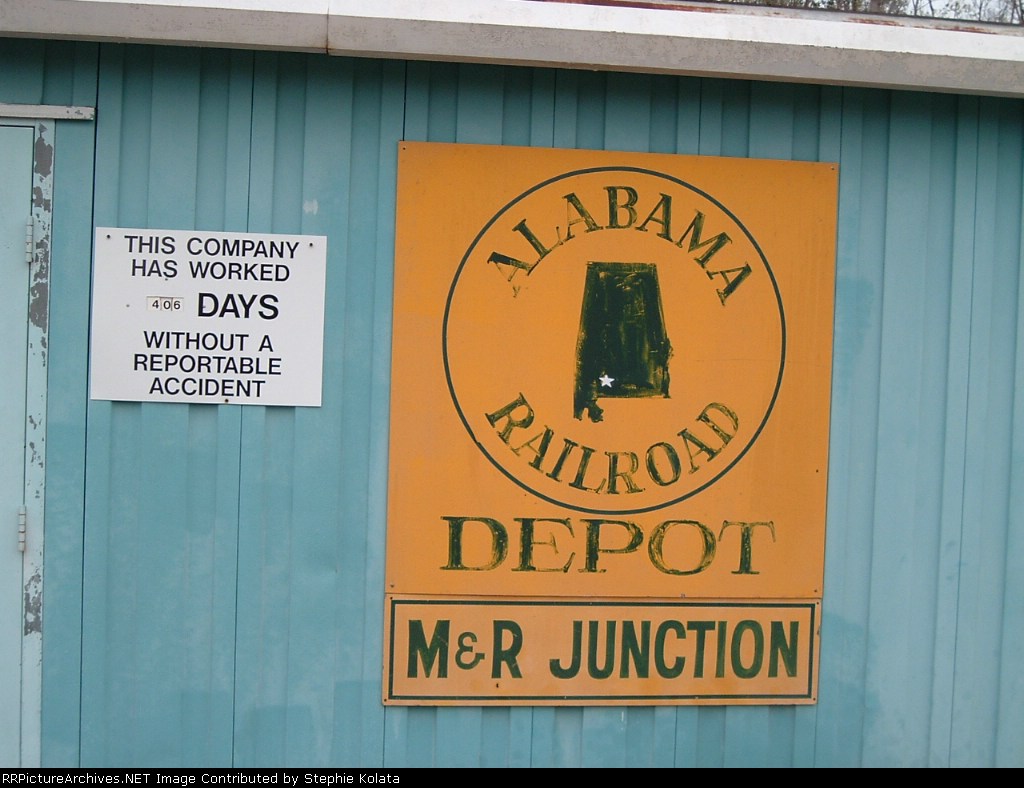 THIS COMPANY
HAS WORKED
406 DAYS
WITHOUT A
REPORTABLE
ACCIDENT
ALABAMA
RAILROAD
DEPOT
M&R JUNCTION
RRPictureArchives.NET Image Contributed by Stephie Kolata